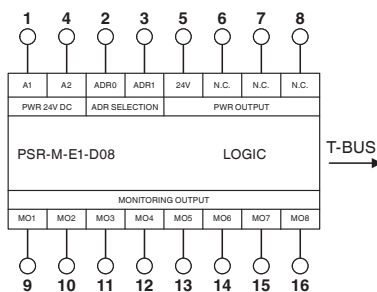 1 4 2 3 5 6 7 8
A1 A2 ADR0 ADR1 24V N.C. N.C. N.C.
PWR 24V DC ADR SELECTION PWR OUTPUT
PSR-M-E1-D08 LOGIC
T-BUS
MONITORING OUTPUT
MO1 MO2 MO3 MO4 MO5 MO6 MO7 MO8
9 10 11 12 13 14 15 16